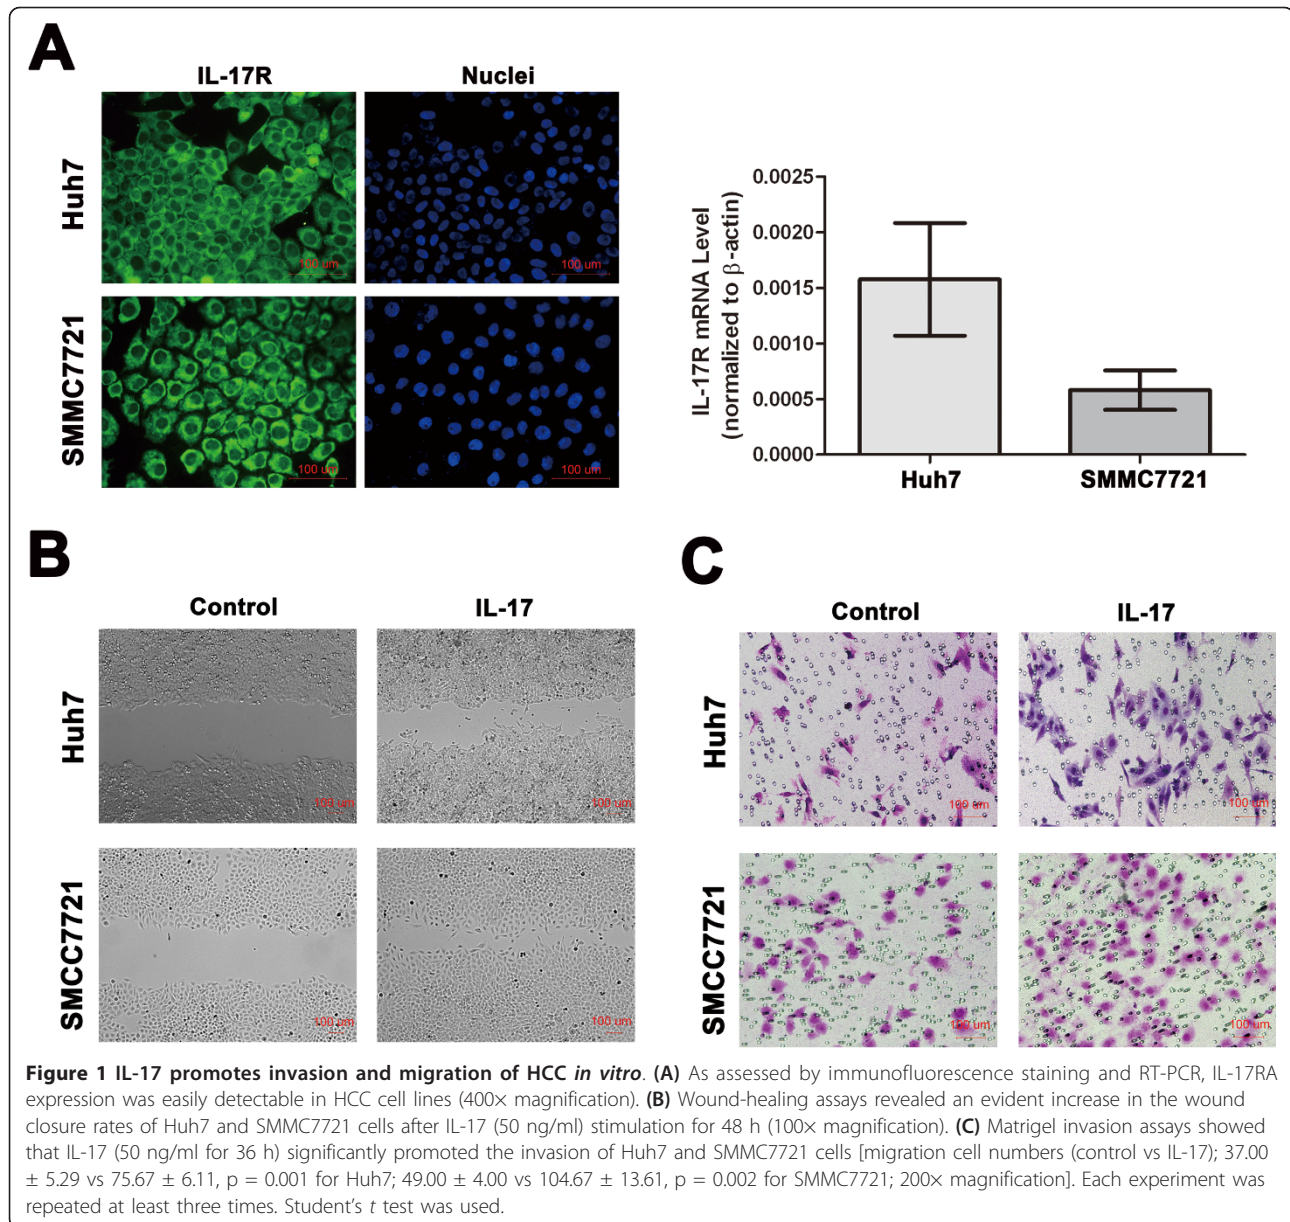 A
IL-17R
Nuclei
Huh7
100 um
100 um
SMMC7721
100 um
100 um
IL-17R mRNA Level
(normalized to β-actin)
0.0025
0.0020
0.0015
0.0010
0.0005
0.0000
Huh7
SMMC7721
B
Control
IL-17
Huh7
100 um
100 um
SMCC7721
100 um
100 um
C
Control
IL-17
Huh7
100 um
100 um
SMCC7721
100 um
100 um
Figure 1 IL-17 promotes invasion and migration of HCC in vitro. (A) As assessed by immunofluorescence staining and RT-PCR, IL-17RA
expression was easily detectable in HCC cell lines (400× magnification). (B) Wound-healing assays revealed an evident increase in the wound
closure rates of Huh7 and SMMC7721 cells after IL-17 (50 ng/ml) stimulation for 48 h (100× magnification). (C) Matrigel invasion assays showed
that IL-17 (50 ng/ml for 36 h) significantly promoted the invasion of Huh7 and SMMC7721 cells [migration cell numbers (control vs IL-17); 37.00
± 5.29 vs 75.67 ± 6.11, p = 0.001 for Huh7; 49.00 ± 4.00 vs 104.67 ± 13.61, p = 0.002 for SMMC7721; 200× magnification]. Each experiment was
repeated at least three times. Student's t test was used.